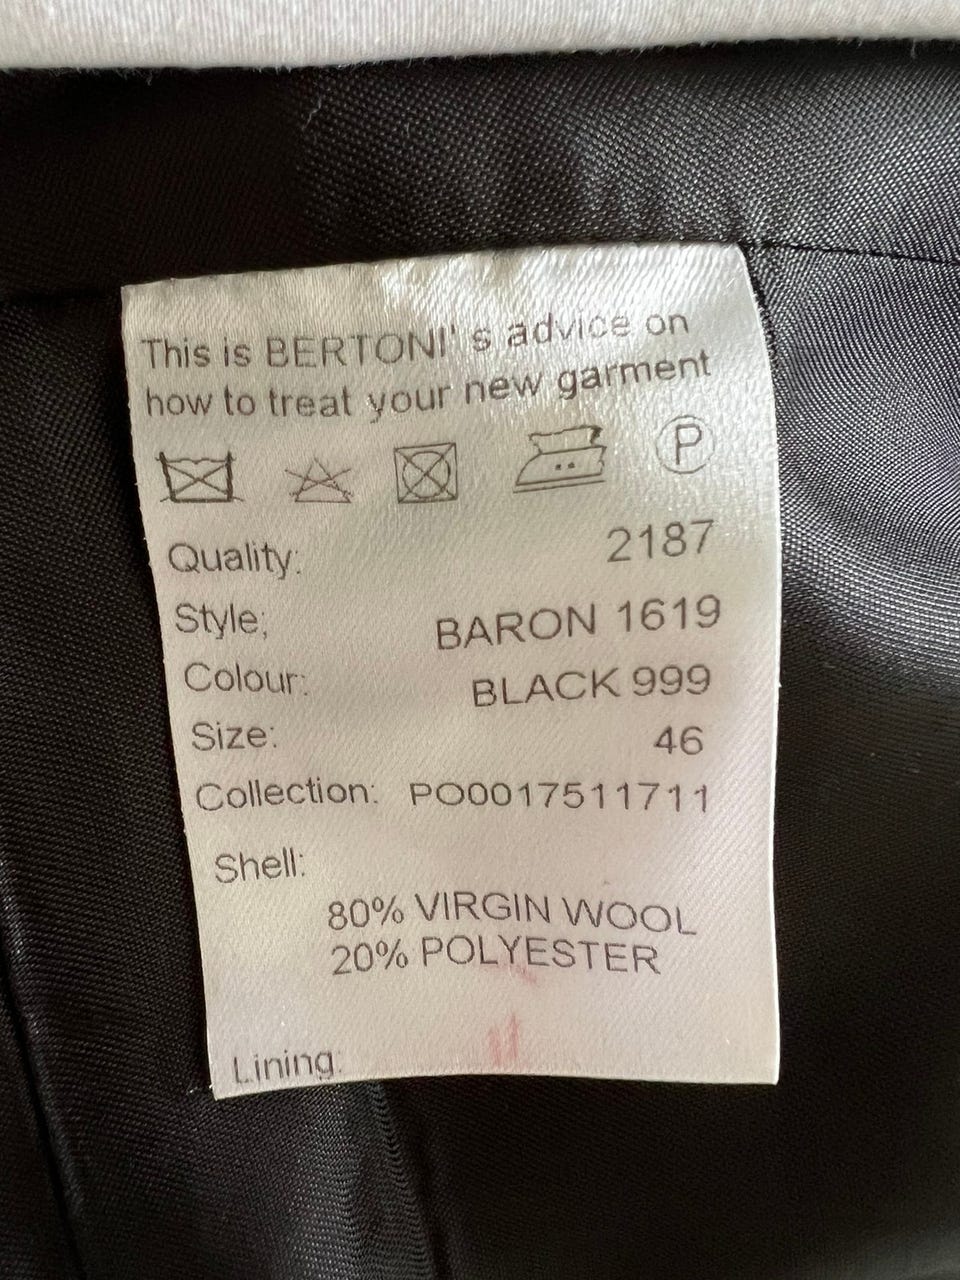 This is BERTONI' s advice on
how to treat your new garment
P
Quality: 2187
Style; BARON 1619
Colour: BLACK 999
Size: 46
Collection: PO0017511711
Shell:
80% VIRGIN WOOL
20% POLYESTER
Lining: